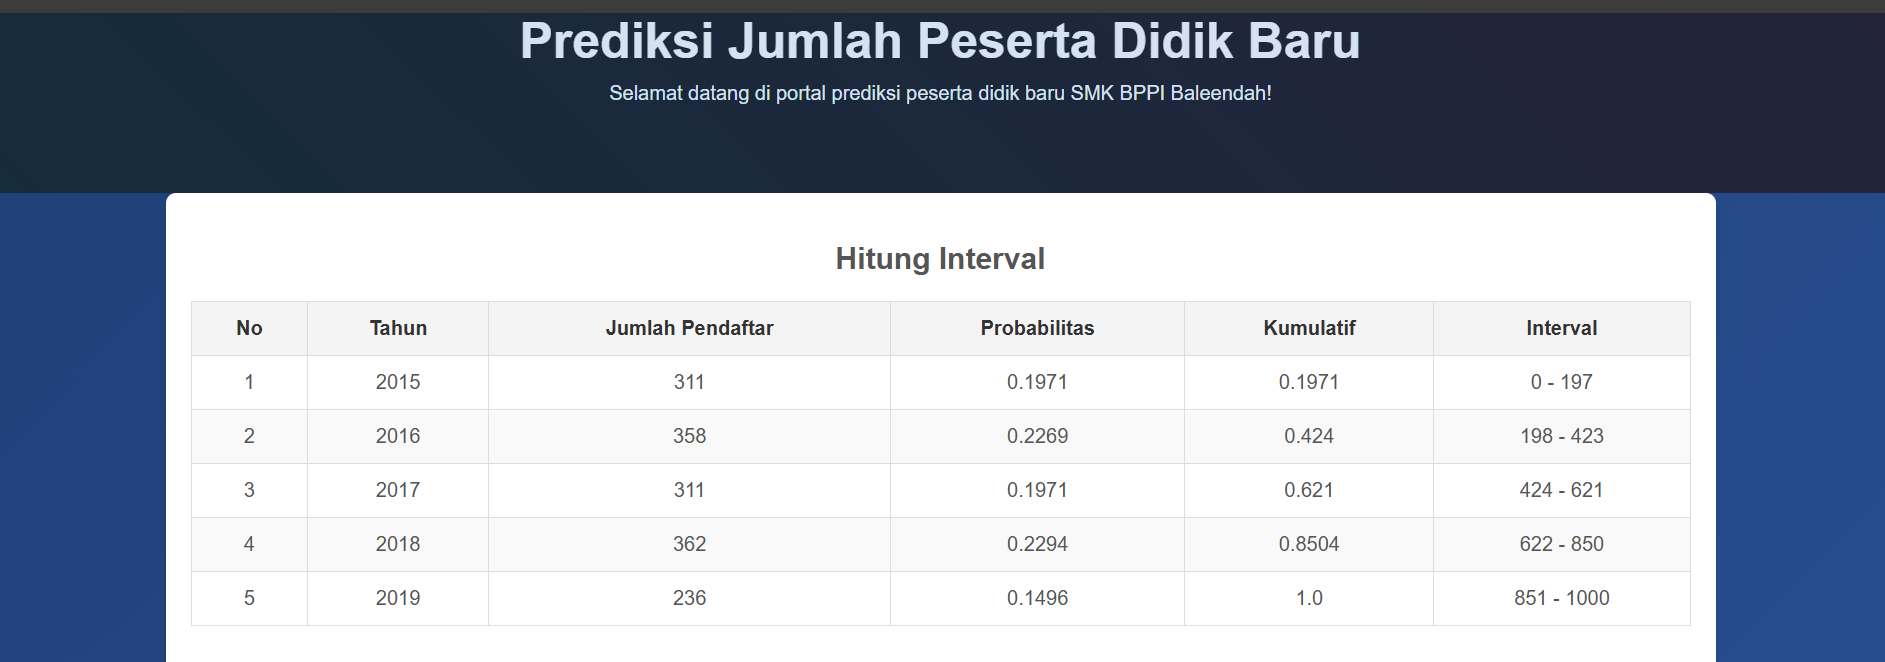 Prediksi Jumlah Peserta Didik Baru
Selamat datang di portal prediksi peserta didik baru SMK BPPI Baleendah!
Hitung Interval
No Tahun Jumlah Pendaftar Probabilitas Kumulatif Interval
1 2015 311 0.1971 0.1971 0 - 197
2 2016 358 0.2269 0.424 198 - 423
3 2017 311 0.1971 0.621 424 - 621
4 2018 362 0.2294 0.8504 622 - 850
5 2019 236 0.1496 1.0 851 - 1000